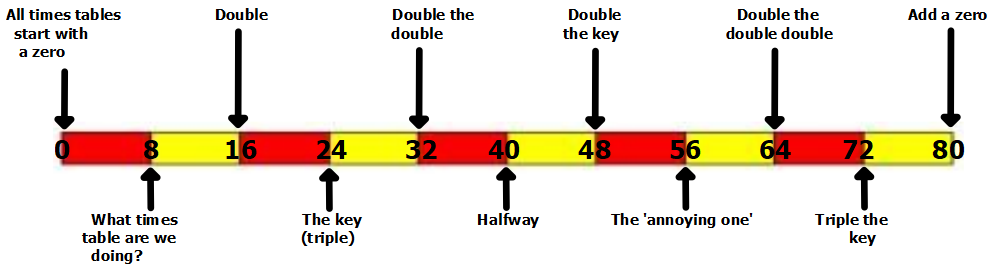 All times tables
start with
a zero
Double
Double the
double
Double
the key
Double the
double double
Add a zero
0 8 16 24 32 40 48 56 64 72 80
What times
table are we
doing?
The key
(triple)
Halfway
The 'annoying one'
Triple the
key